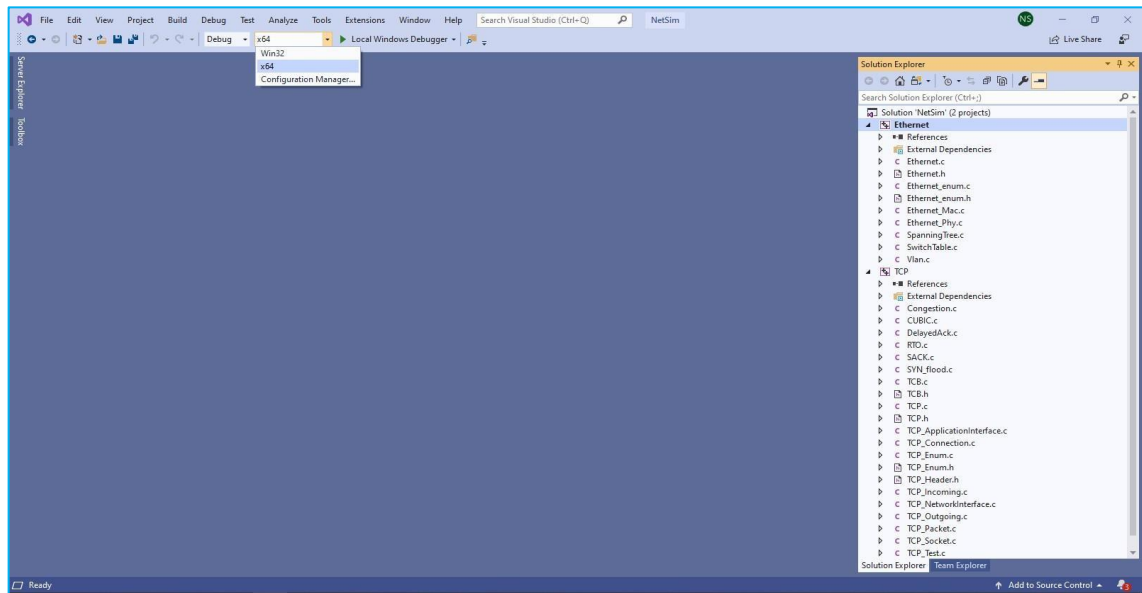 File Edit View Project Build Debug Test Analyze Tools Extensions Window Help Search Visual Studio (Ctrl+Q) NetSim NS
Debug x64 Local Windows Debugger Live Share
Win32
x64
Configuration Manager...
Server Explorer
Toolbox
Solution Explorer
Search Solution Explorer (Ctrl+;)
Solution 'NetSim' (2 projects)
Ethernet
References
External Dependencies
Ethernet.c
Ethernet.h
Ethernet_enum.c
Ethernet_enum.h
Ethernet_Mac.c
Ethernet_Phy.c
SpanningTree.c
SwitchTable.c
Vlan.c
TCP
References
External Dependencies
Congestion.c
CUBIC.c
DelayedAck.c
RTO.c
SACK.c
SYN_flood.c
TCB.c
TCB.h
TCP.c
TCP.h
TCP_ApplicationInterface.c
TCP_Connection.c
TCP_Enum.c
TCP_Enum.h
TCP_Header.h
TCP_Incoming.c
TCP_NetworkInterface.c
TCP_Outgoing.c
TCP_Packet.c
TCP_Socket.c
TCP_Test.c
Solution Explorer Team Explorer
Ready Add to Source Control